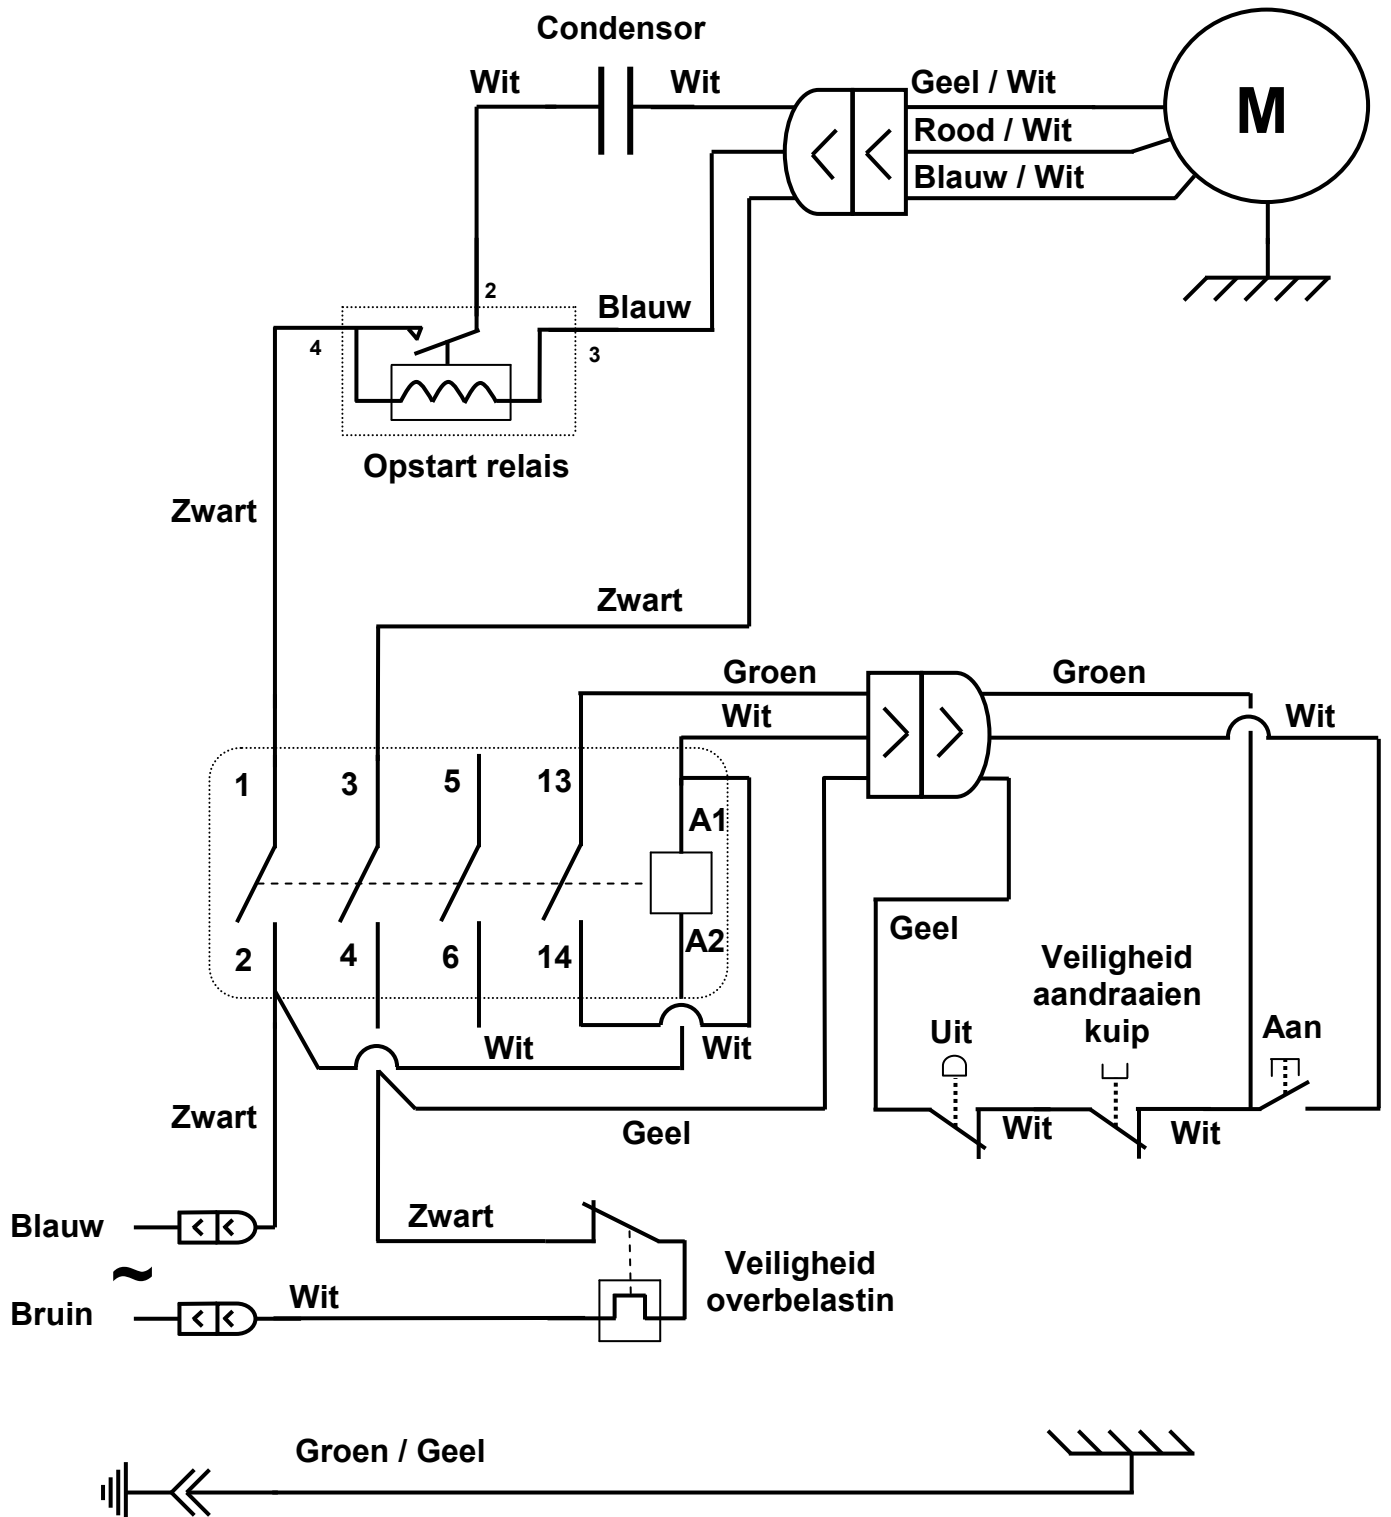 Condensor
Wit
Wit
Geel / Wit
Rood / Wit
Blauw / Wit
M
2
Blauw
4
3
Opstart relais
Zwart
Zwart
Groen
Groen
Wit
Wit
1
3
5
13
A1
2
4
6
14
A2
Geel
Veiligheid
aandraaien
kuip
Uit
Aan
Wit
Wit
Zwart
Geel
Wit
Wit
Blauw
Zwart
~
Veiligheid
overbelastin
Bruin
Wit
Groen / Geel